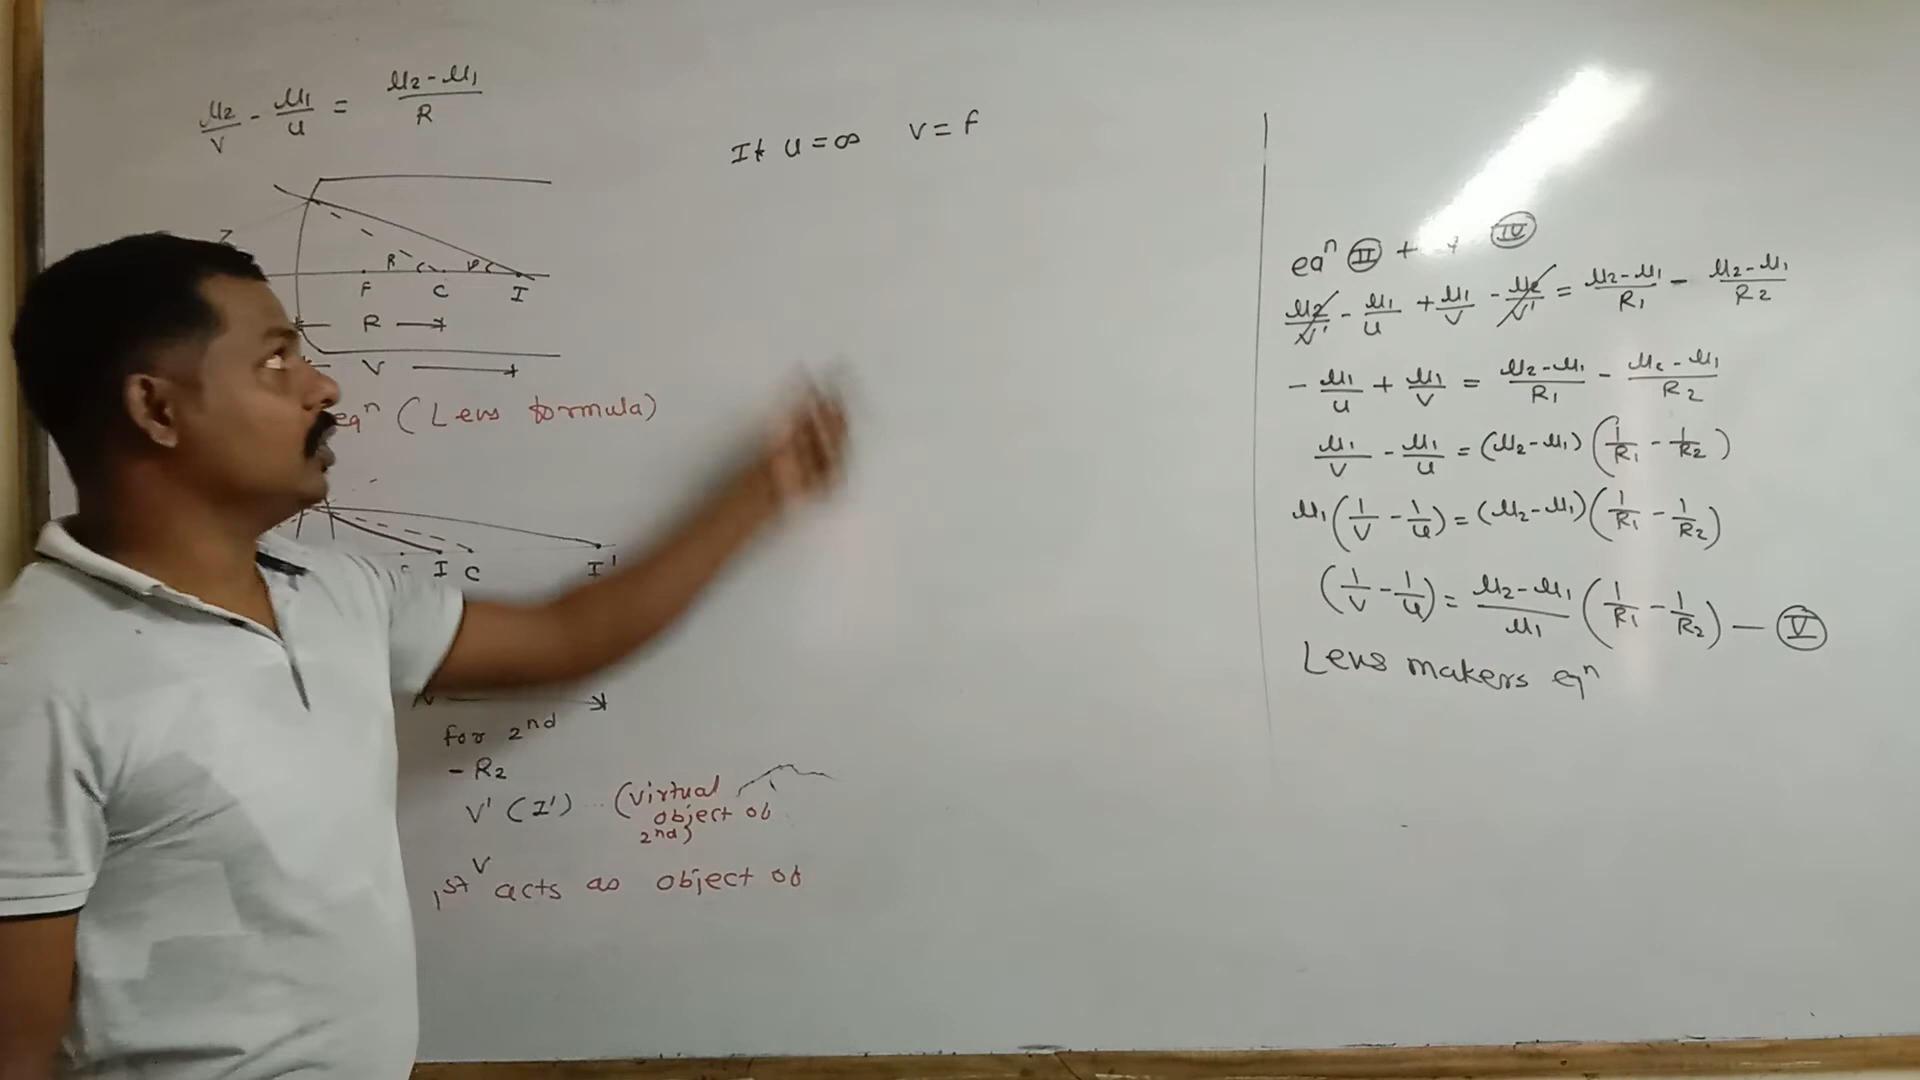 μ2/V - μ1/u = μ2-μ1/R
If u = ∞ v = f
R
F C I
R
V
eqⁿ (Lens formula)
I C I'
for 2nd
- R2
V' (I') (virtual
object of
2nd)
1st V acts as object of
eqⁿ II + IV
μ2/V' - μ1/u + μ1/V - μ2/V' = μ2-μ1/R1 - μ2-μ1/R2
- μ1/u + μ1/V = μ2-μ1/R1 - μ2-μ1/R2
μ1/V - μ1/u = (μ2-μ1) (1/R1 - 1/R2)
μ1 (1/V - 1/u) = (μ2-μ1) (1/R1 - 1/R2)
(1/V - 1/u) = μ2-μ1/μ1 (1/R1 - 1/R2) — V
Lens makers eqⁿ